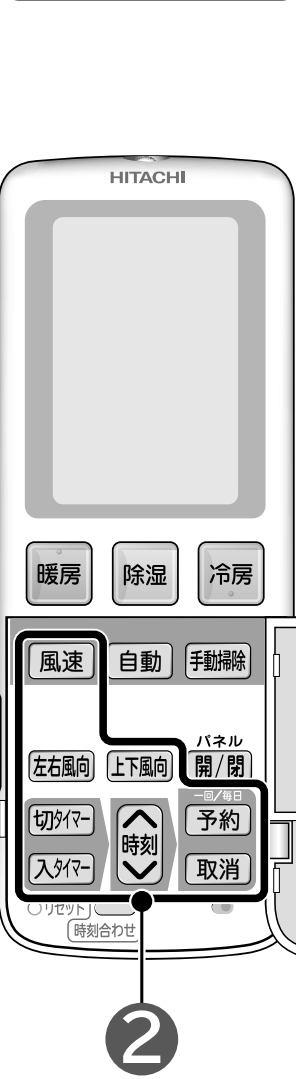 HITACHI
暖房 除湿 冷房
風速 自動 手動掃除
パネル
左右風向 上下風向 開/閉
一回/毎日
切タイマー 時刻 予約
入タイマー 取消
リセット
時刻合わせ
2